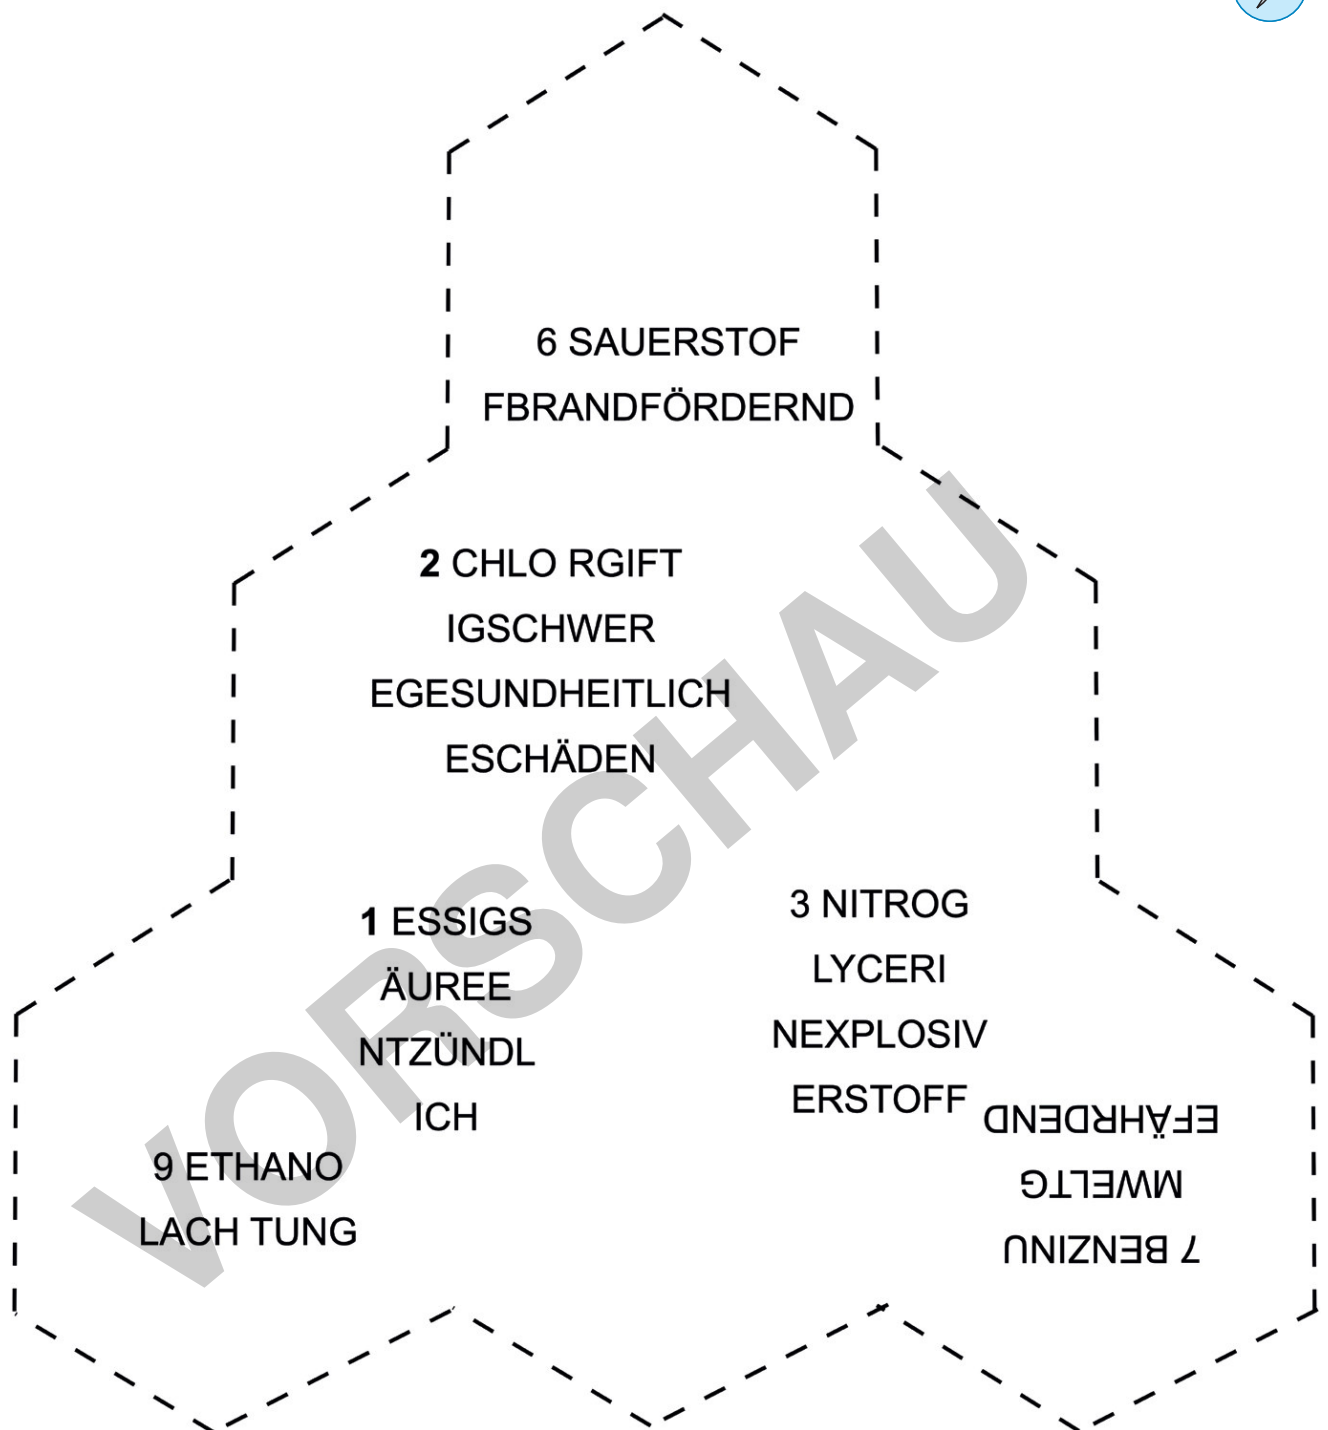 6 SAUERSTOF
FBRANDFÖRDERND
2 CHLO RGIFT
IGSCHWER
EGESUNDHEITLICH
ESCHÄDEN
1 ESSIGS
ÄUREE
NTZÜNDL
ICH
3 NITROG
LYCERI
NEXPLOSIV
ERSTOFF
9 ETHANO
LACH TUNG
7 BENZINU
MWELTG
EFÄHRDEND
VORSCHAU